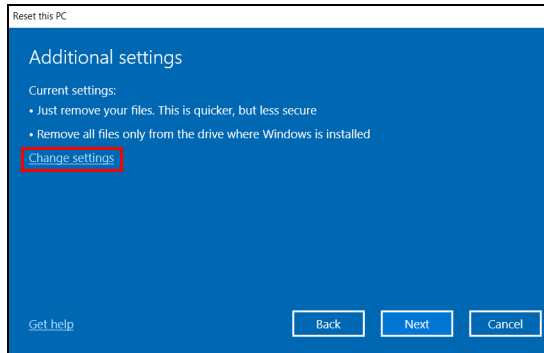 Reset this PC
Additional settings
Current settings:
• Just remove your files. This is quicker, but less secure
• Remove all files only from the drive where Windows is installed
Change settings
Get help
Back
Next
Cancel